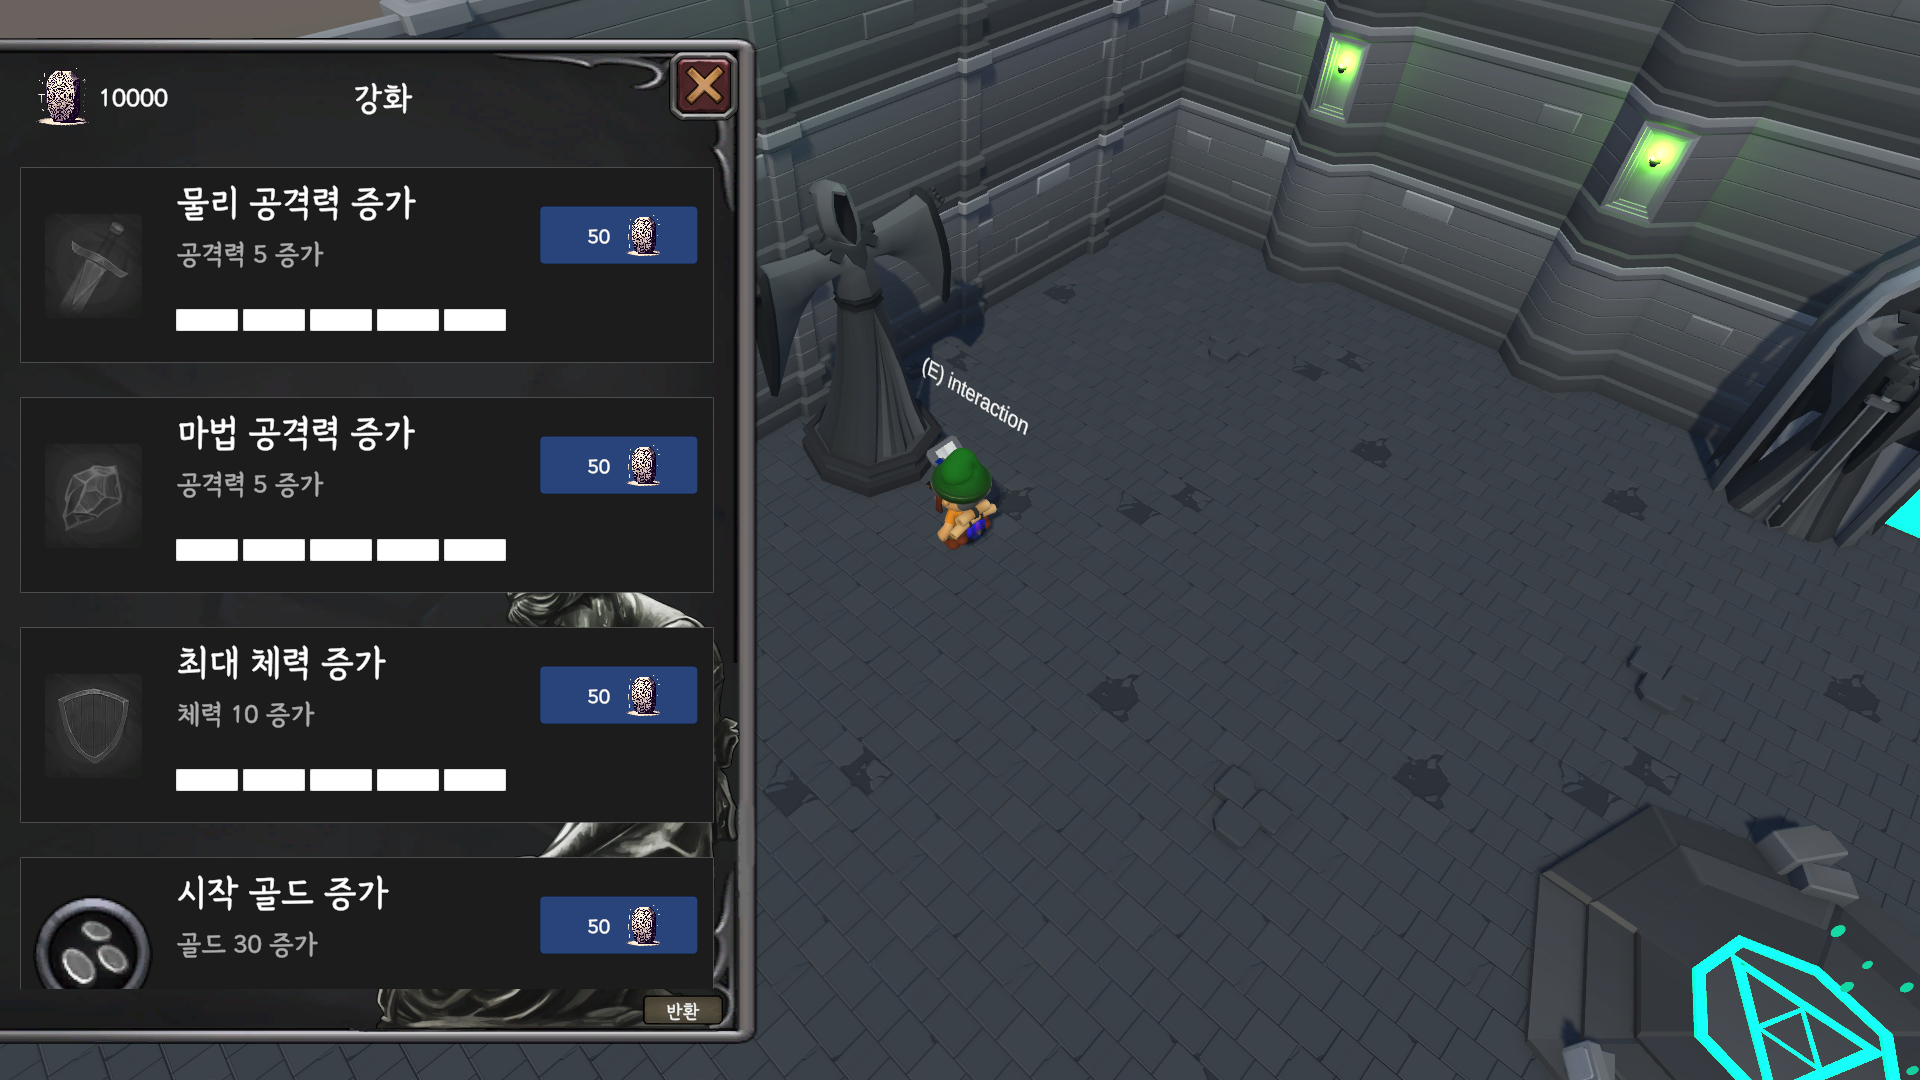 10000
강화
물리 공격력 증가
공격력 5 증가
50
마법 공격력 증가
공격력 5 증가
50
최대 체력 증가
체력 10 증가
50
시작 골드 증가
골드 30 증가
50
반환
(E) interaction